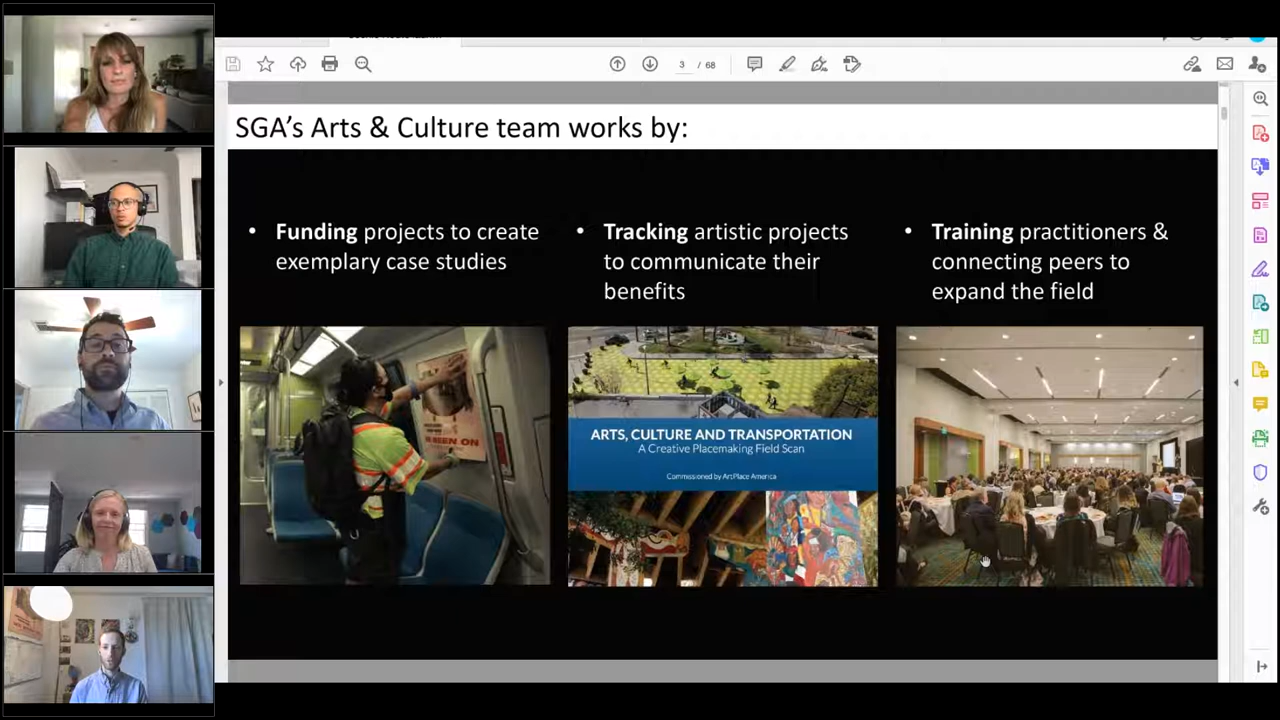 3 / 68
SGA's Arts & Culture team works by:
• Funding projects to create
exemplary case studies
• Tracking artistic projects
to communicate their
benefits
• Training practitioners &
connecting peers to
expand the field
BEEN ON
ARTS, CULTURE AND TRANSPORTATION
A Creative Placemaking Field Scan
Commissioned by ArtPlace America